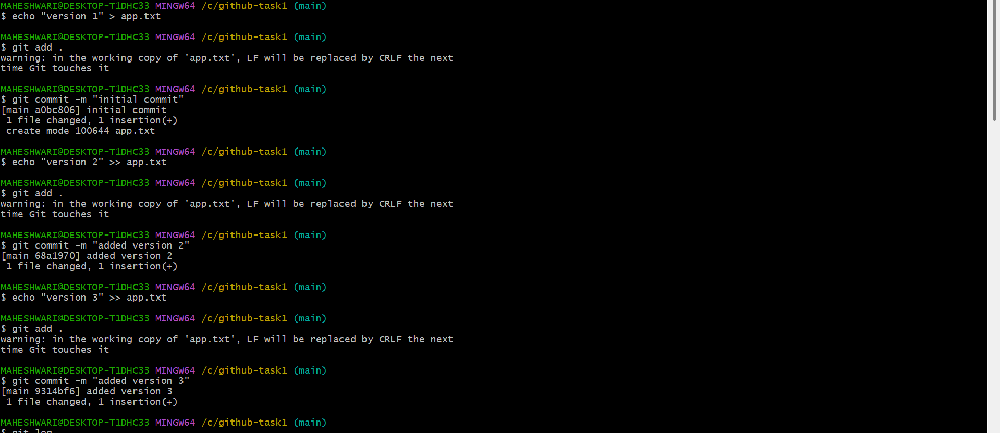 MAHESHWARI@DESKTOP-T1DHC33 MINGW64 /c/github-task1 (main)
$ echo "version 1" > app.txt
MAHESHWARI@DESKTOP-T1DHC33 MINGW64 /c/github-task1 (main)
$ git add .
warning: in the working copy of 'app.txt', LF will be replaced by CRLF the next
time Git touches it
MAHESHWARI@DESKTOP-T1DHC33 MINGW64 /c/github-task1 (main)
$ git commit -m "initial commit"
[main a0bc806] initial commit
 1 file changed, 1 insertion(+)
 create mode 100644 app.txt
MAHESHWARI@DESKTOP-T1DHC33 MINGW64 /c/github-task1 (main)
$ echo "version 2" >> app.txt
MAHESHWARI@DESKTOP-T1DHC33 MINGW64 /c/github-task1 (main)
$ git add .
warning: in the working copy of 'app.txt', LF will be replaced by CRLF the next
time Git touches it
MAHESHWARI@DESKTOP-T1DHC33 MINGW64 /c/github-task1 (main)
$ git commit -m "added version 2"
[main 68a1970] added version 2
 1 file changed, 1 insertion(+)
MAHESHWARI@DESKTOP-T1DHC33 MINGW64 /c/github-task1 (main)
$ echo "version 3" >> app.txt
MAHESHWARI@DESKTOP-T1DHC33 MINGW64 /c/github-task1 (main)
$ git add .
warning: in the working copy of 'app.txt', LF will be replaced by CRLF the next
time Git touches it
MAHESHWARI@DESKTOP-T1DHC33 MINGW64 /c/github-task1 (main)
$ git commit -m "added version 3"
[main 9314bf6] added version 3
 1 file changed, 1 insertion(+)
MAHESHWARI@DESKTOP-T1DHC33 MINGW64 /c/github-task1 (main)
$ git log